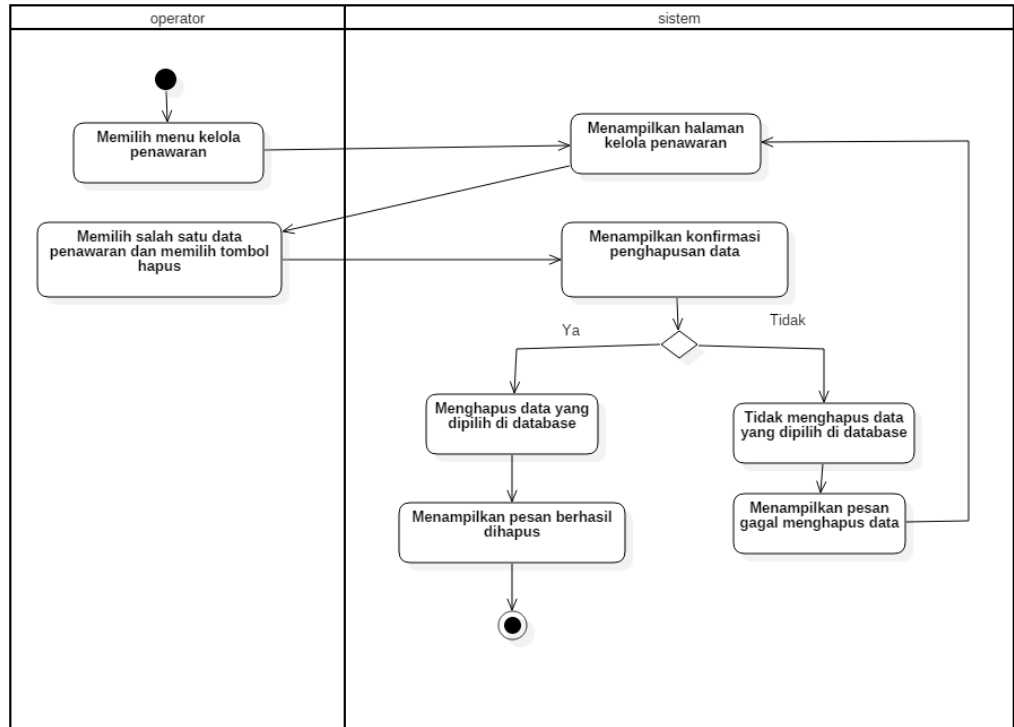 operator
sistem
Memilih menu kelola
penawaran
Menampilkan halaman
kelola penawaran
Memilih salah satu data
penawaran dan memilih tombol
hapus
Menampilkan konfirmasi
penghapusan data
Ya
Tidak
Menghapus data yang
dipilih di database
Tidak menghapus data
yang dipilih di database
Menampilkan pesan berhasil
dihapus
Menampilkan pesan
gagal menghapus data